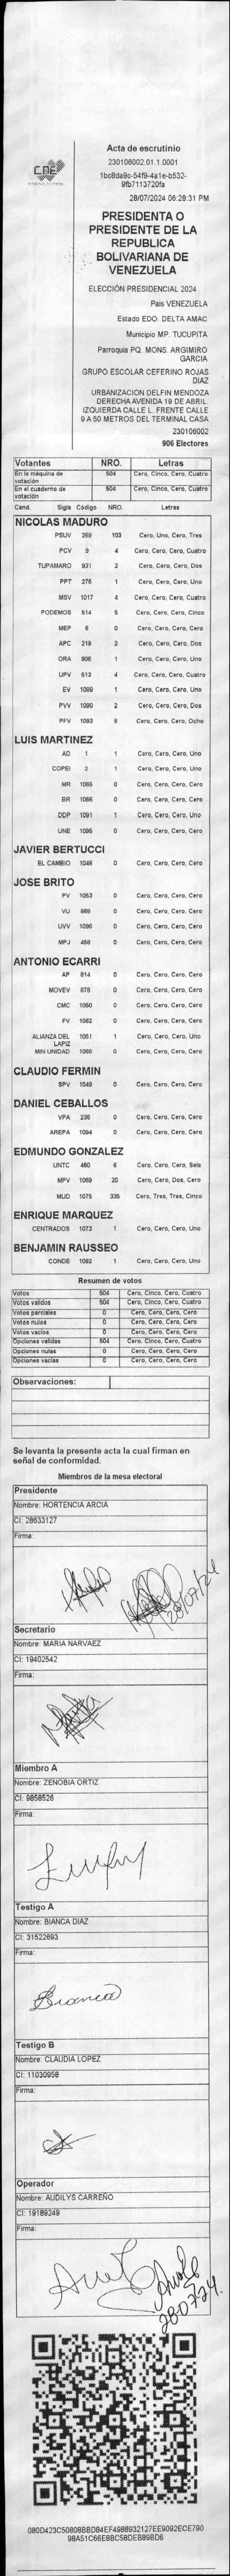 CNE
Acta de escrutinio
230106002.01.1.0001
1bc8da9c-54f9-4a1e-b532-
9fb7113720fa
28/07/2024 06:28:31 PM
PRESIDENTA O
PRESIDENTE DE LA
REPUBLICA
BOLIVARIANA DE
VENEZUELA
ELECCIÓN PRESIDENCIAL 2024
País VENEZUELA
Estado EDO. DELTA AMAC
Municipio MP. TUCUPITA
Parroquia PQ. MONS. ARGIMIRO
GARCIA
GRUPO ESCOLAR CEFERINO ROJAS
DIAZ
URBANIZACIÓN DELFIN MENDOZA
DERECHA AVENIDA 19 DE ABRIL.
IZQUIERDA CALLE L. FRENTE CALLE
9 A 50 METROS DEL TERMINAL CASA
230106002
906 Electores
Votantes NRO. Letras
En la máquina de votación 504 Cero, Cinco, Cero, Cuatro
En el cuaderno de votación 504 Cero, Cinco, Cero, Cuatro
Cand. Sigla Código NRO. Letras
NICOLAS MADURO
PSUV 269 103 Cero, Uno, Cero, Tres
PCV 9 4 Cero, Cero, Cero, Cuatro
TUPAMARO 931 2 Cero, Cero, Cero, Dos
PPT 276 1 Cero, Cero, Cero, Uno
MSV 1017 4 Cero, Cero, Cero, Cuatro
PODEMOS 514 5 Cero, Cero, Cero, Cinco
MEP 6 0 Cero, Cero, Cero, Cero
APC 219 2 Cero, Cero, Cero, Dos
ORA 906 1 Cero, Cero, Cero, Uno
UPV 513 4 Cero, Cero, Cero, Cuatro
EV 1089 1 Cero, Cero, Cero, Uno
PVV 1090 2 Cero, Cero, Cero, Dos
PFV 1093 8 Cero, Cero, Cero, Ocho
LUIS MARTINEZ
AD 1 1 Cero, Cero, Cero, Uno
COPEI 2 1 Cero, Cero, Cero, Uno
MR 1065 0 Cero, Cero, Cero, Cero
BR 1066 0 Cero, Cero, Cero, Cero
DDP 1091 1 Cero, Cero, Cero, Uno
UNE 1095 0 Cero, Cero, Cero, Cero
JAVIER BERTUCCI
EL CAMBIO 1048 0 Cero, Cero, Cero, Cero
JOSE BRITO
PV 1053 0 Cero, Cero, Cero, Cero
VU 868 0 Cero, Cero, Cero, Cero
UVV 1096 0 Cero, Cero, Cero, Cero
MPJ 458 0 Cero, Cero, Cero, Cero
ANTONIO ECARRI
AP 814 0 Cero, Cero, Cero, Cero
MOVEV 878 0 Cero, Cero, Cero, Cero
CMC 1050 0 Cero, Cero, Cero, Cero
FV 1062 0 Cero, Cero, Cero, Cero
ALIANZA DEL LAPIZ 1051 1 Cero, Cero, Cero, Uno
MIN UNIDAD 1068 0 Cero, Cero, Cero, Cero
CLAUDIO FERMIN
SPV 1049 0 Cero, Cero, Cero, Cero
DANIEL CEBALLOS
VPA 236 0 Cero, Cero, Cero, Cero
AREPA 1094 0 Cero, Cero, Cero, Cero
EDMUNDO GONZALEZ
UNTC 480 6 Cero, Cero, Cero, Seis
MPV 1069 20 Cero, Cero, Dos, Cero
MUD 1075 335 Cero, Tres, Tres, Cinco
ENRIQUE MARQUEZ
CENTRADOS 1073 1 Cero, Cero, Cero, Uno
BENJAMIN RAUSSEO
CONDE 1092 1 Cero, Cero, Cero, Uno
Resumen de votos
Votos 504 Cero, Cinco, Cero, Cuatro
Votos válidos 504 Cero, Cinco, Cero, Cuatro
Votos parciales 0 Cero, Cero, Cero, Cero
Votos nulos 0 Cero, Cero, Cero, Cero
Votos vacíos 0 Cero, Cero, Cero, Cero
Opciones válidas 504 Cero, Cinco, Cero, Cuatro
Opciones nulas 0 Cero, Cero, Cero, Cero
Opciones vacías 0 Cero, Cero, Cero, Cero
Observaciones:
Se levanta la presente acta la cual firman en
señal de conformidad.
Miembros de la mesa electoral
Presidente
Nombre: HORTENCIA ARCIA
CI: 28633127
Firma:
28/07/24
Secretario
Nombre: MARIA NARVAEZ
CI: 19402542
Firma:
Miembro A
Nombre: ZENOBIA ORTIZ
CI: 9858526
Firma:
Testigo A
Nombre: BIANCA DIAZ
CI: 31522693
Firma:
Bianca
Testigo B
Nombre: CLAUDIA LOPEZ
CI: 11030958
Firma:
Operador
Nombre: AUDILYS CARREÑO
CI: 19189249
Firma:
280724.
080D423C50808BBD84EF4988932127EE9092ECE790
98A51C66E8BC58DEB89BD6